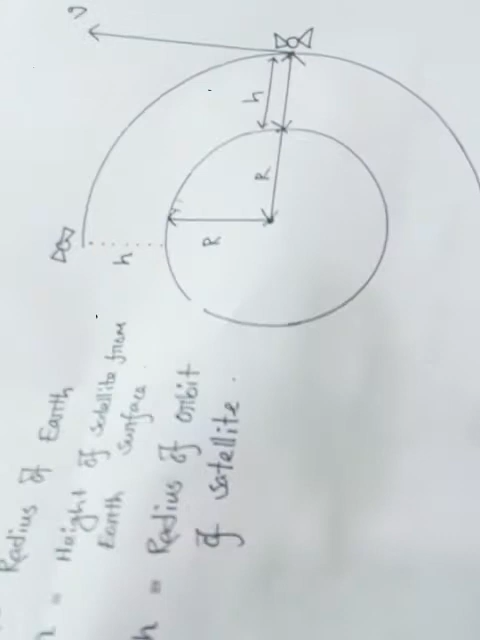 v
h
R
R
h
Radius of Earth
h = Height of satellite from
Earth surface.
h = Radius of orbit
of satellite.